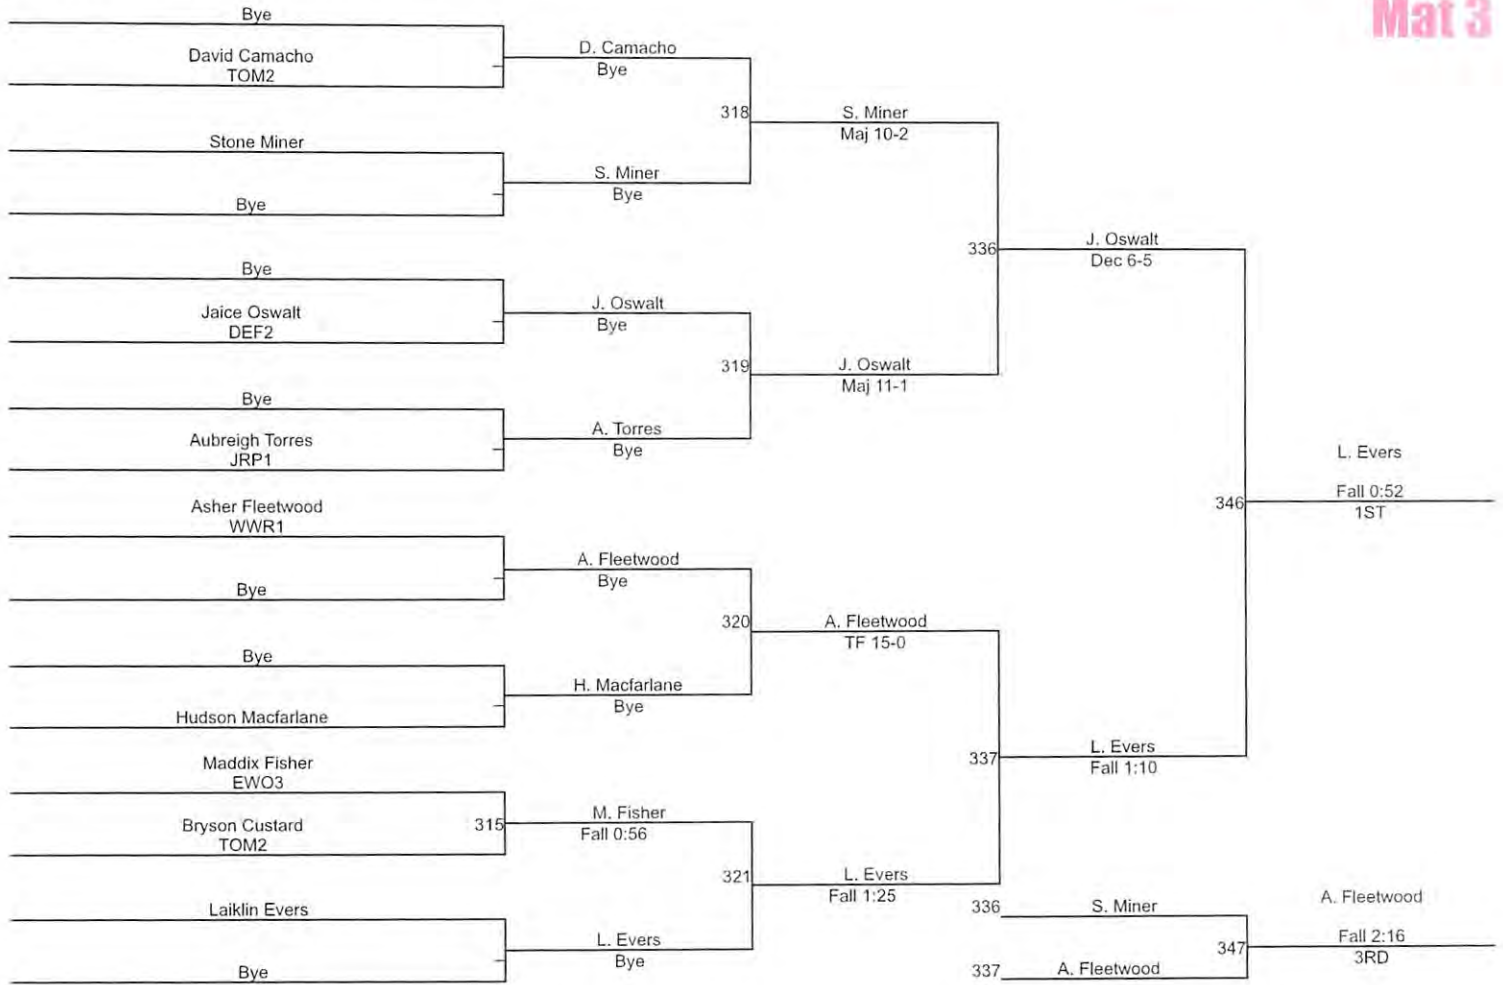 Mat 3
Bye
David Camacho
TOM2
D. Camacho
Bye
318
S. Miner
Maj 10-2
Stone Miner
S. Miner
Bye
Bye
336
J. Oswalt
Dec 6-5
Bye
Jaice Oswalt
DEF2
J. Oswalt
Bye
319
J. Oswalt
Maj 11-1
Bye
Aubreigh Torres
JRP1
A. Torres
Bye
L. Evers
346
Fall 0:52
1ST
Asher Fleetwood
WWR1
A. Fleetwood
Bye
Bye
320
A. Fleetwood
TF 15-0
Bye
H. Macfarlane
Bye
Hudson Macfarlane
337
L. Evers
Fall 1:10
Maddix Fisher
EWO3
315
M. Fisher
Fall 0:56
Bryson Custard
TOM2
321
L. Evers
Fall 1:25
Laiklin Evers
L. Evers
Bye
Bye
336
S. Miner
A. Fleetwood
347
Fall 2:16
3RD
337
A. Fleetwood